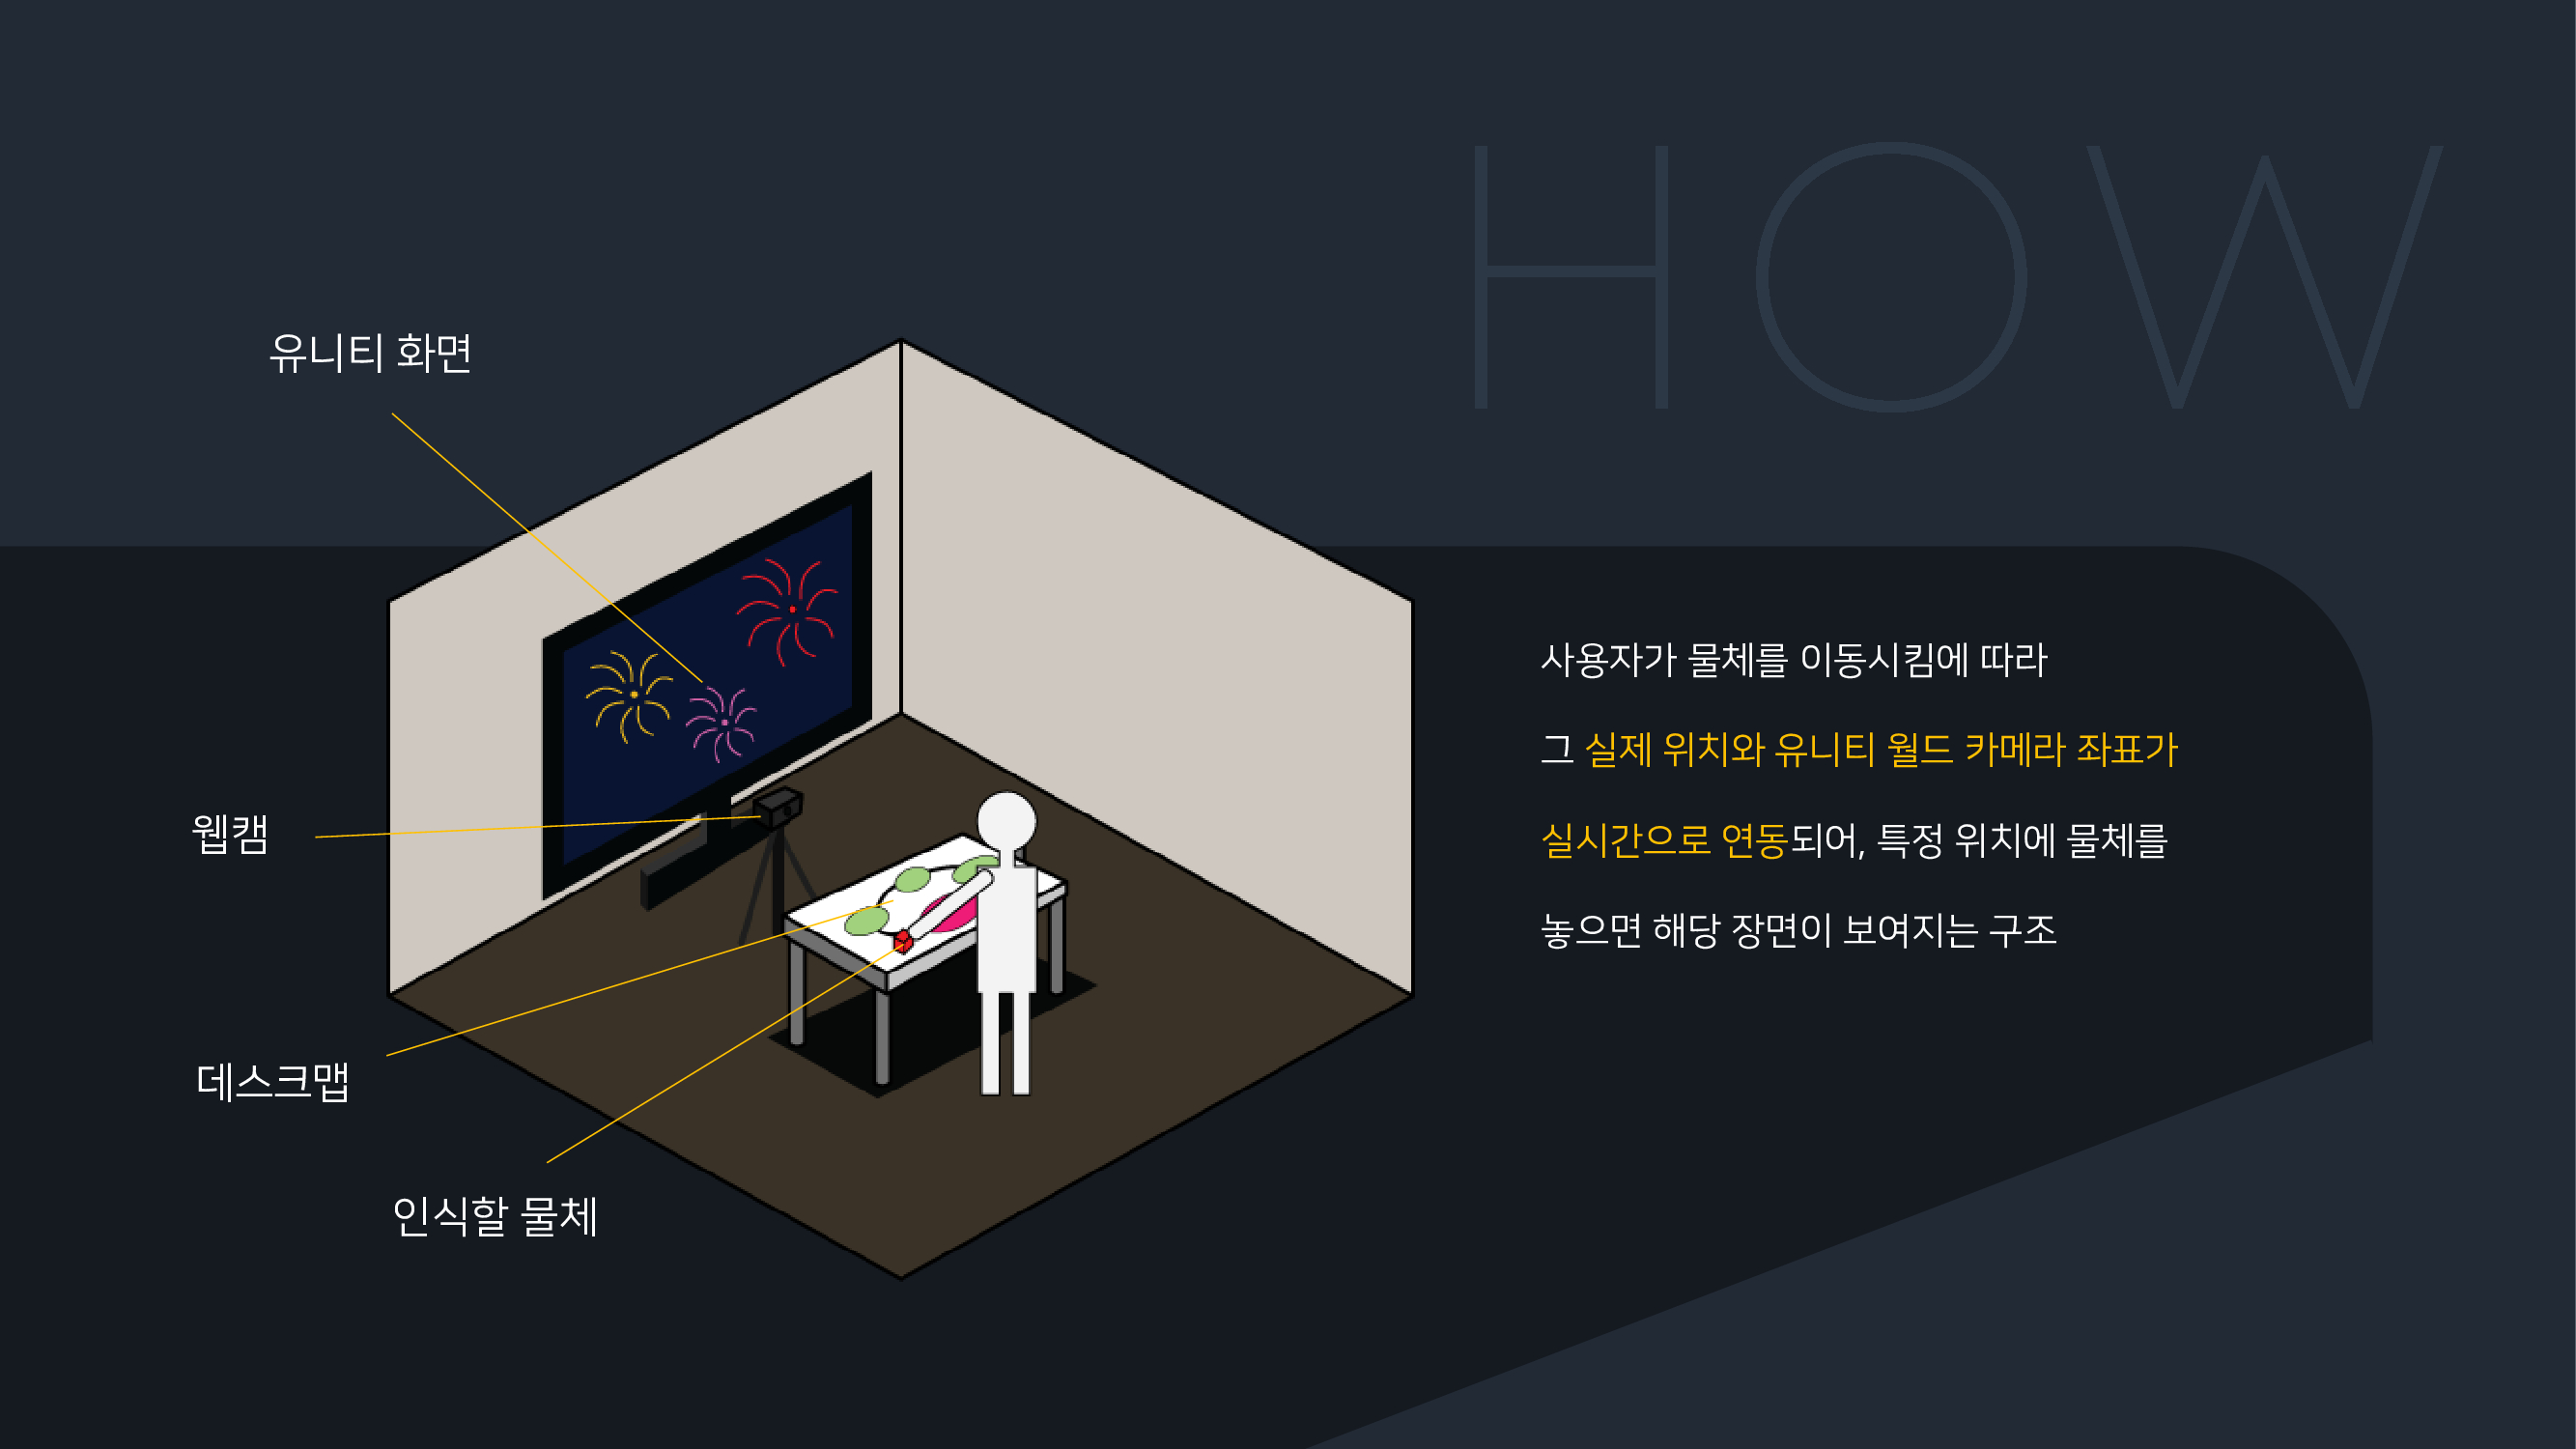 HOW
유니티 화면
웹캠
데스크맵
인식할 물체
사용자가 물체를 이동시킴에 따라
그 실제 위치와 유니티 월드 카메라 좌표가
실시간으로 연동되어, 특정 위치에 물체를
놓으면 해당 장면이 보여지는 구조